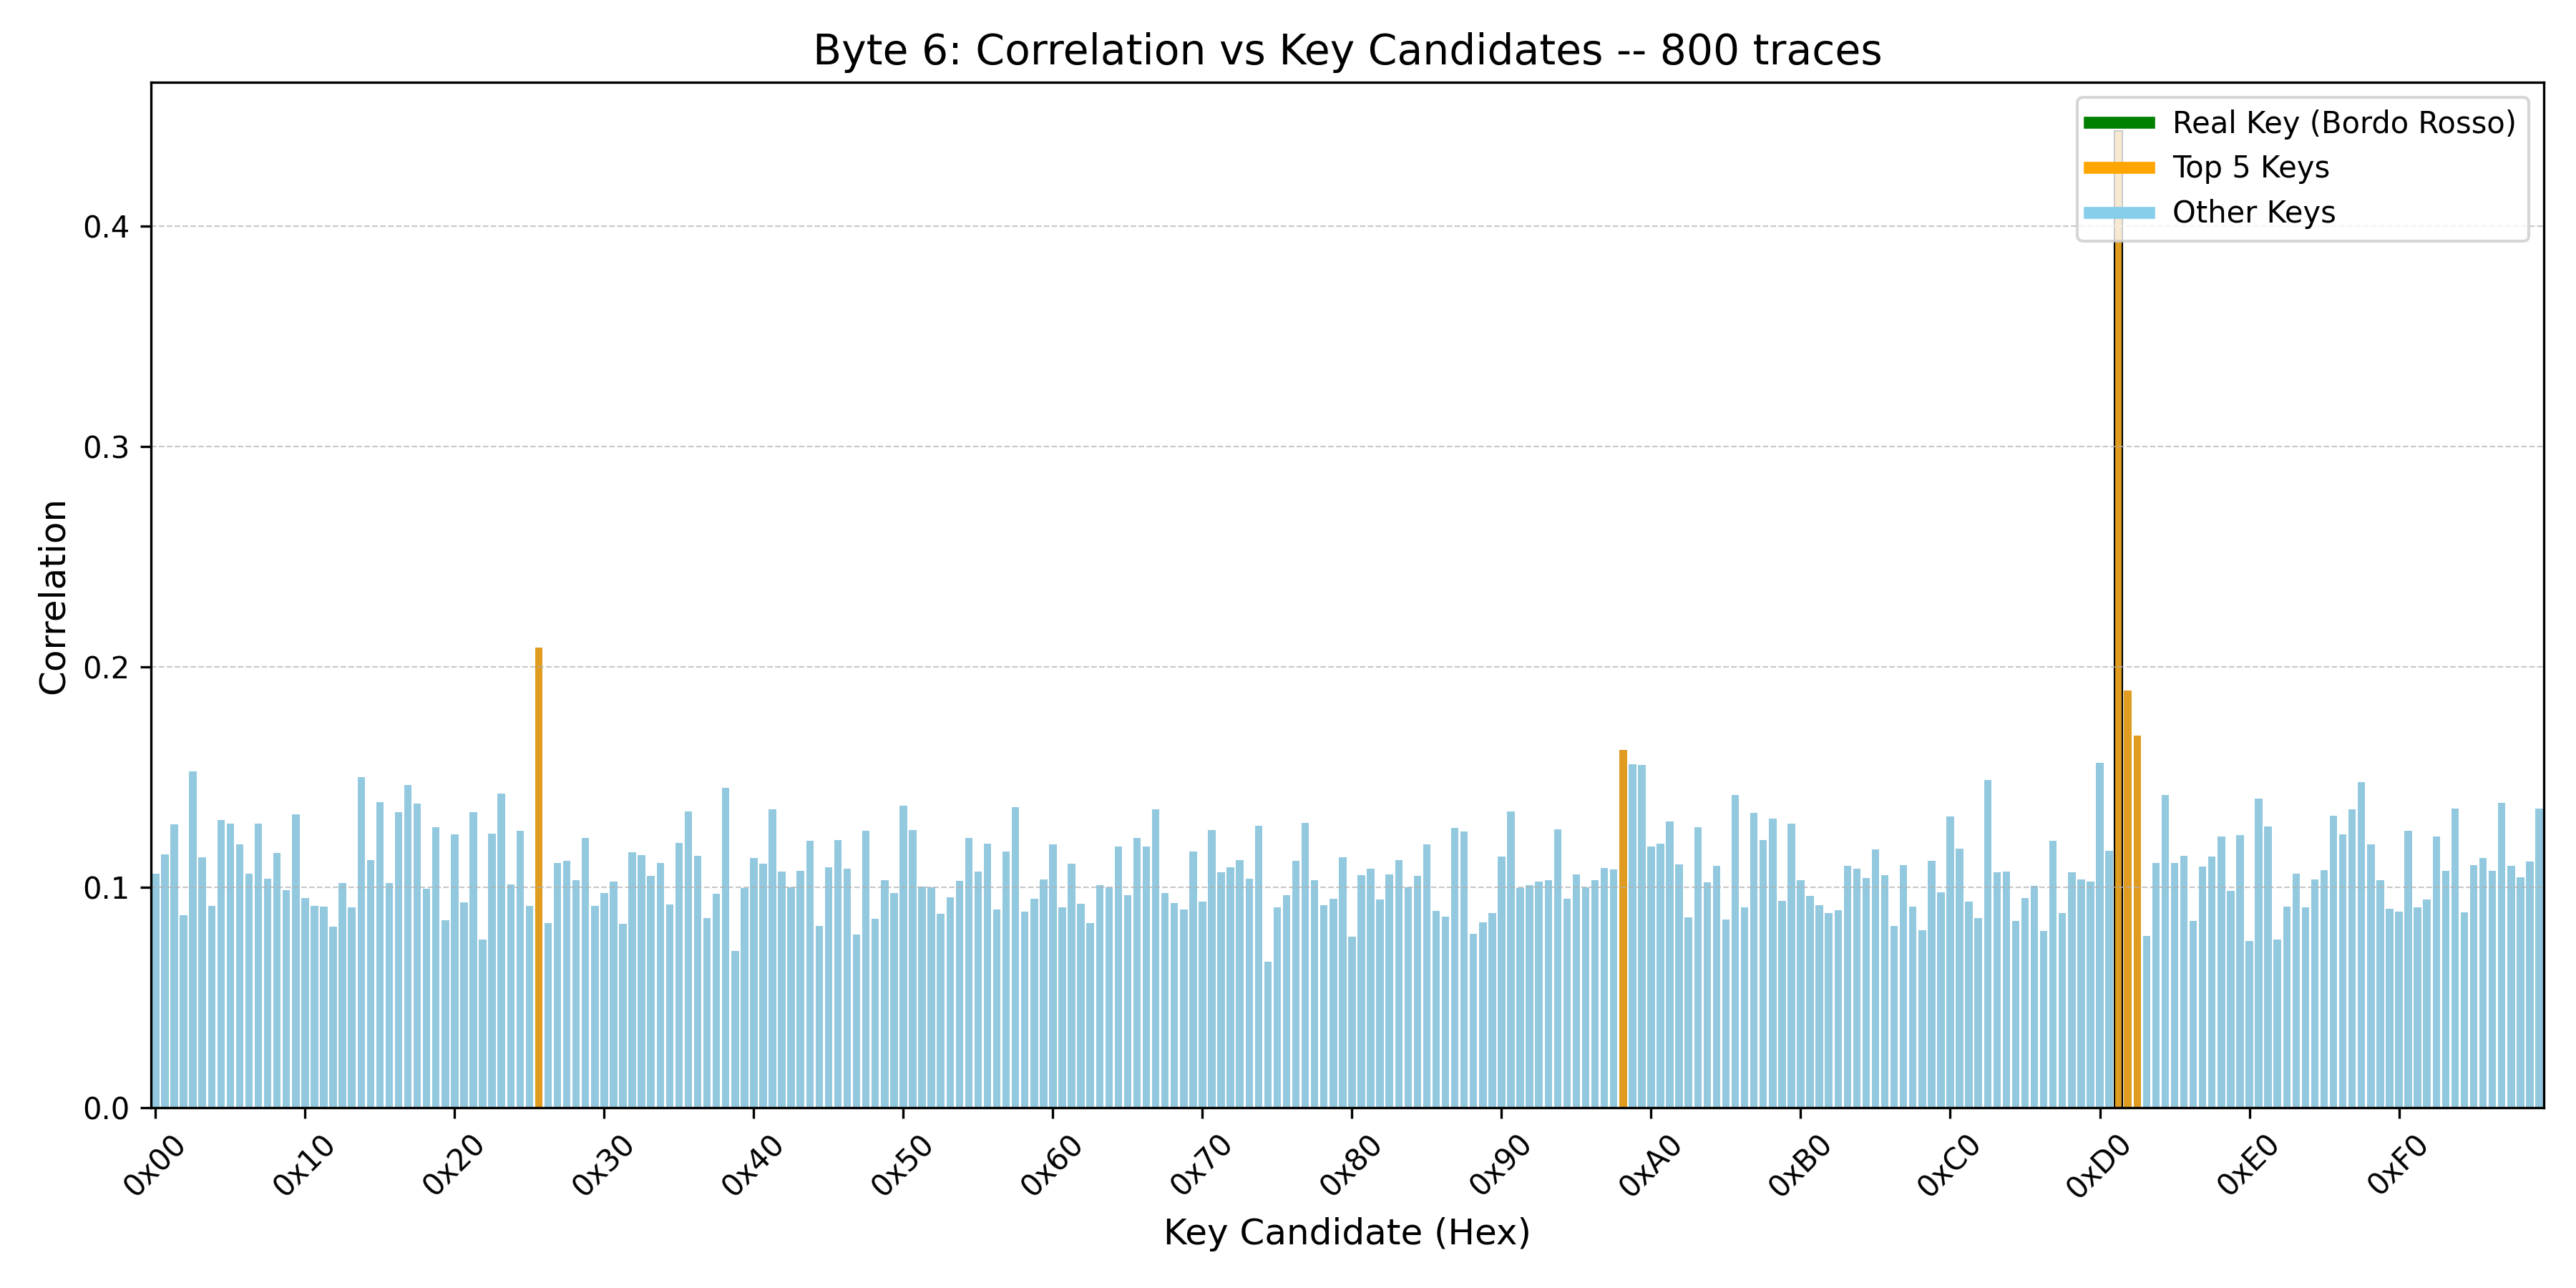 Byte 6: Correlation vs Key Candidates -- 800 traces
Real Key (Bordo Rosso)
Top 5 Keys
Other Keys
Correlation
0.4
0.3
0.2
0.1
0.0
0x00 0x10 0x20 0x30 0x40 0x50 0x60 0x70 0x80 0x90 0xA0 0xB0 0xC0 0xD0 0xE0 0xF0
Key Candidate (Hex)